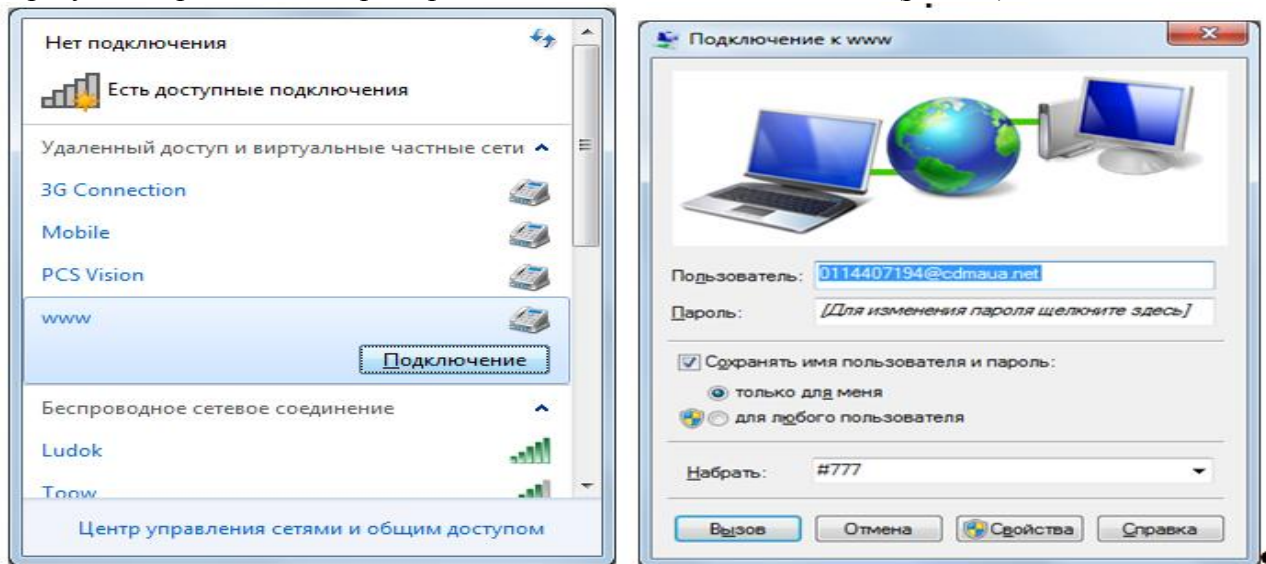 Нет подключения
Есть доступные подключения
Удаленный доступ и виртуальные частные сети
3G Connection
Mobile
PCS Vision
www
Подключение
Беспроводное сетевое соединение
Ludok
Центр управления сетями и общим доступом
Подключение к www
Пользователь: 0114407194@cdmaua.net
Пароль: [Для изменения пароля щелкните здесь]
Сохранять имя пользователя и пароль:
только для меня
для любого пользователя
Набрать: #777
Вызов Отмена Свойства Справка